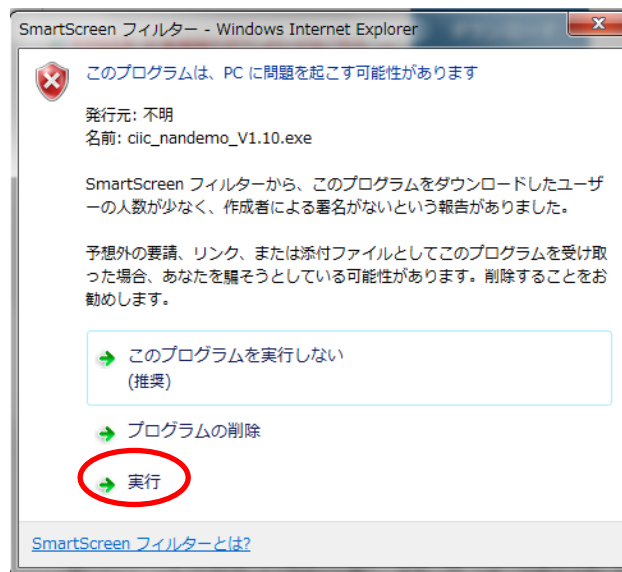 SmartScreen フィルター - Windows Internet Explorer
このプログラムは、PC に問題を起こす可能性があります
発行元: 不明
名前: ciic_nandemo_V1.10.exe
SmartScreen フィルターから、このプログラムをダウンロードしたユーザ
ーの人数が少なく、作成者による署名がないという報告がありました。
予想外の要請、リンク、または添付ファイルとしてこのプログラムを受け取
った場合、あなたを騙そうとしている可能性があります。削除することをお
勧めします。
このプログラムを実行しない
(推奨)
プログラムの削除
実行
SmartScreen フィルターとは?